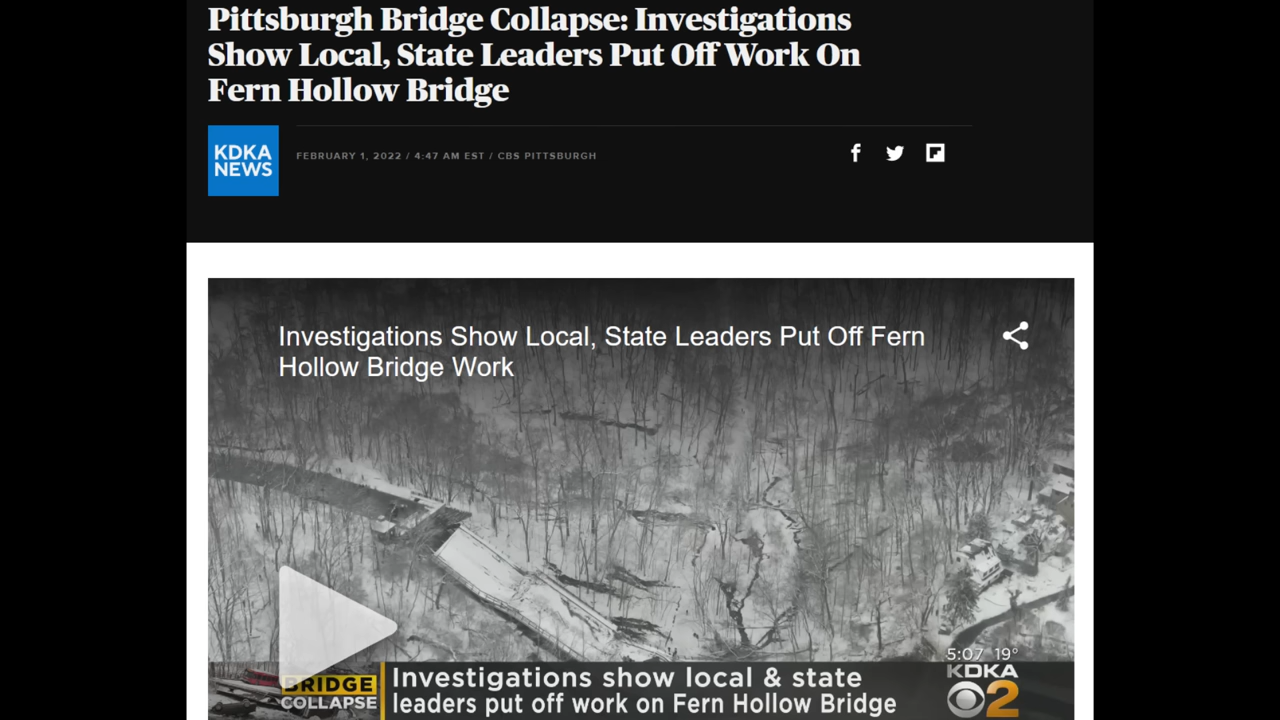 Pittsburgh Bridge Collapse: Investigations
Show Local, State Leaders Put Off Work On
Fern Hollow Bridge
KDKA
NEWS
FEBRUARY 1, 2022 / 4:47 AM EST / CBS PITTSBURGH
Investigations Show Local, State Leaders Put Off Fern
Hollow Bridge Work
5:07 19°
KDKA
2
BRIDGE
COLLAPSE
Investigations show local & state
leaders put off work on Fern Hollow Bridge